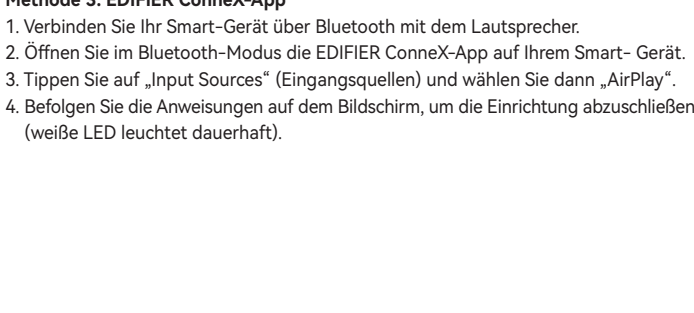 Methode 3: EDIFIER ConneX-App
1. Verbinden Sie Ihr Smart-Gerät über Bluetooth mit dem Lautsprecher.
2. Öffnen Sie im Bluetooth-Modus die EDIFIER ConneX-App auf Ihrem Smart- Gerät.
3. Tippen Sie auf „Input Sources“ (Eingangsquellen) und wählen Sie dann „AirPlay“.
4. Befolgen Sie die Anweisungen auf dem Bildschirm, um die Einrichtung abzuschließen
(weiße LED leuchtet dauerhaft).